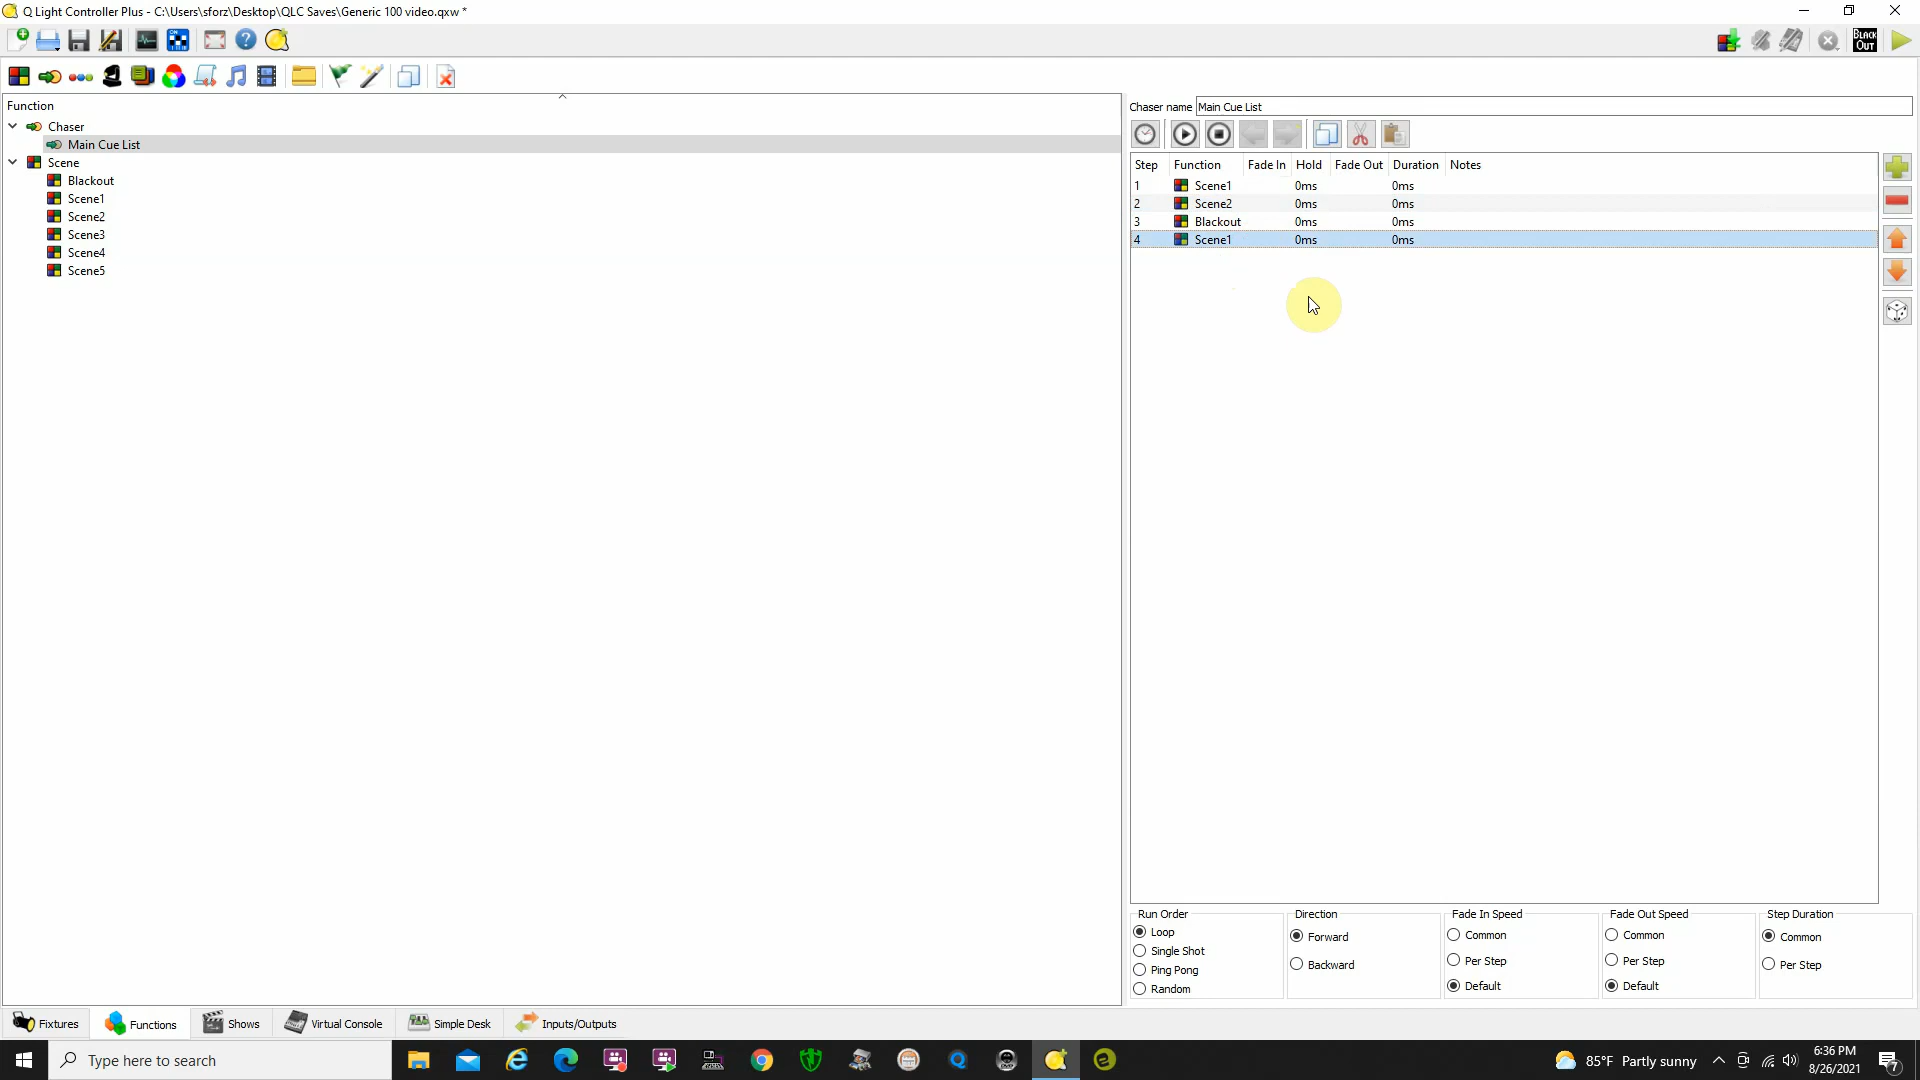 Q Light Controller Plus - C:\Users\sforz\Desktop\QLC Saves\Generic 100 video.qxw *
ON
BLACK OUT
Function
Chaser
Main Cue List
Scene
Blackout
Scene1
Scene2
Scene3
Scene4
Scene5
Chaser name Main Cue List
Step Function Fade In Hold Fade Out Duration Notes
1 Scene1 0ms 0ms
2 Scene2 0ms 0ms
3 Blackout 0ms 0ms
4 Scene1 0ms 0ms
Run Order Direction Fade In Speed Fade Out Speed Step Duration
Loop Forward Common Common Common
Single Shot Backward Per Step Per Step Per Step
Ping Pong Default Default
Random
Fixtures Functions Shows Virtual Console Simple Desk Inputs/Outputs
Type here to search
85°F Partly sunny
6:36 PM
8/26/2021
7